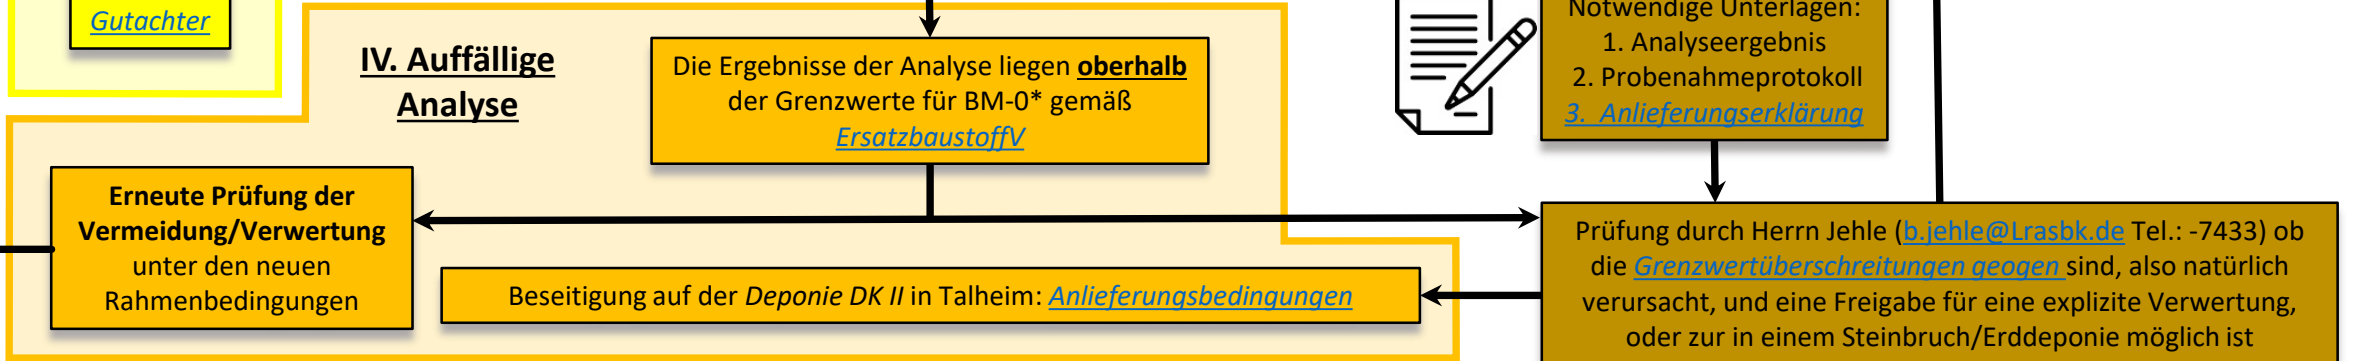 Gutachter
IV. Auffällige
Analyse
Die Ergebnisse der Analyse liegen oberhalb
der Grenzwerte für BM-0* gemäß
ErsatzbaustoffV
Notwendige Unterlagen:
1. Analyseergebnis
2. Probenahmeprotokoll
3. Anlieferungserklärung
Erneute Prüfung der
Vermeidung/Verwertung
unter den neuen
Rahmenbedingungen
Beseitigung auf der Deponie DK II in Talheim: Anlieferungsbedingungen
Prüfung durch Herrn Jehle (b.jehle@Lrasbk.de Tel.: -7433) ob
die Grenzwertüberschreitungen geogen sind, also natürlich
verursacht, und eine Freigabe für eine explizite Verwertung,
oder zur in einem Steinbruch/Erddeponie möglich ist